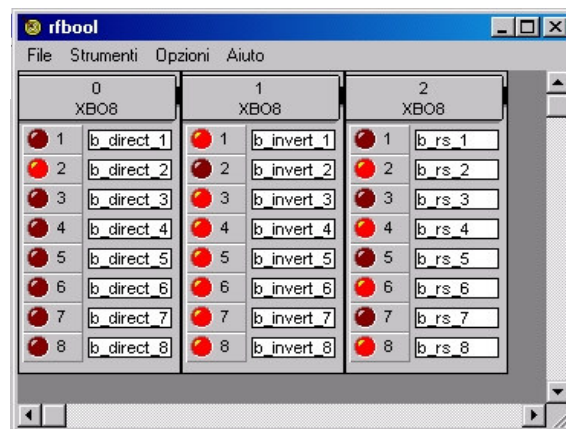 rfbool
File Strumenti Opzioni Aiuto
0 1 2
XBO8 XBO8 XBO8
1 b_direct_1 1 b_invert_1 1 b_rs_1
2 b_direct_2 2 b_invert_2 2 b_rs_2
3 b_direct_3 3 b_invert_3 3 b_rs_3
4 b_direct_4 4 b_invert_4 4 b_rs_4
5 b_direct_5 5 b_invert_5 5 b_rs_5
6 b_direct_6 6 b_invert_6 6 b_rs_6
7 b_direct_7 7 b_invert_7 7 b_rs_7
8 b_direct_8 8 b_invert_8 8 b_rs_8